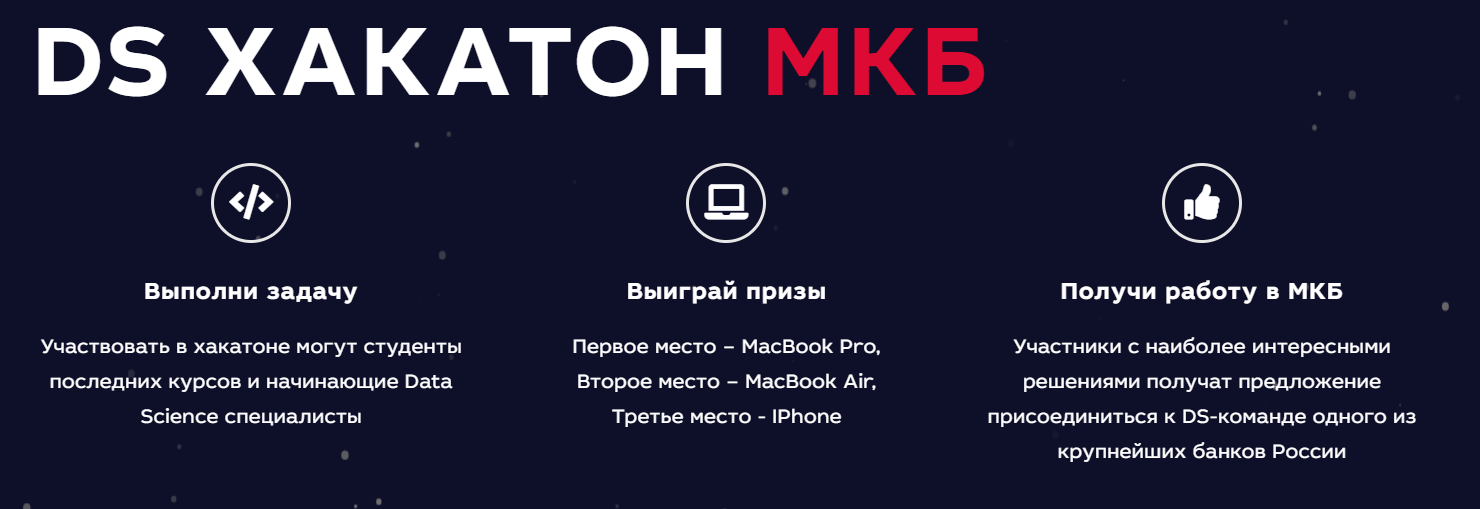 DS ХАКАТОН МКБ
Выполни задачу
Участвовать в хакатоне могут студенты
последних курсов и начинающие Data
Science специалисты
Выиграй призы
Первое место – MacBook Pro,
Второе место – MacBook Air,
Третье место - IPhone
Получи работу в МКБ
Участники с наиболее интересными
решениями получат предложение
присоединиться к DS-команде одного из
крупнейших банков России